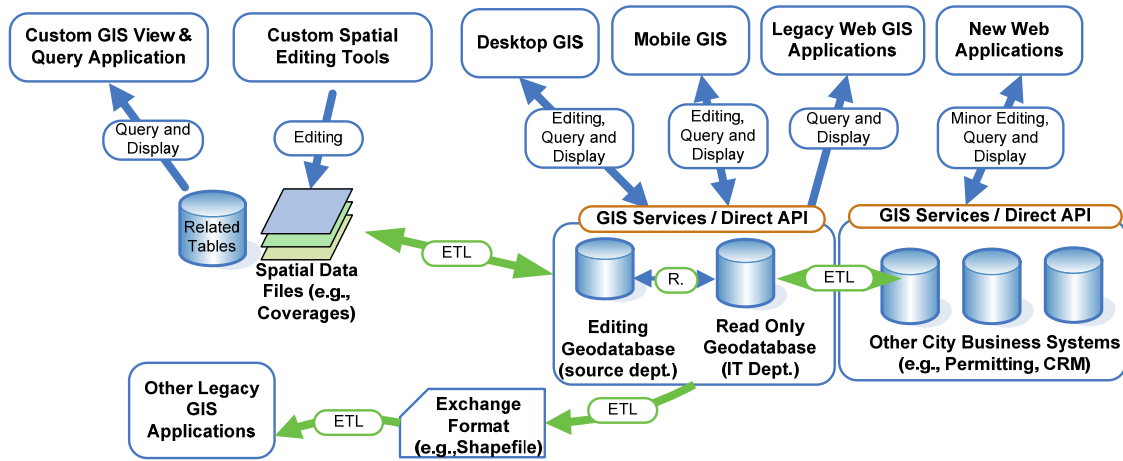 Custom GIS View &
Query Application
Custom Spatial
Editing Tools
Desktop GIS
Mobile GIS
Legacy Web GIS
Applications
New Web
Applications
Query and
Display
Editing
Editing,
Query and
Display
Editing,
Query and
Display
Query and
Display
Minor Editing,
Query and
Display
Related
Tables
Spatial Data
Files (e.g.,
Coverages)
ETL
GIS Services / Direct API
R.
Editing
Geodatabase
(source dept.)
Read Only
Geodatabase
(IT Dept.)
ETL
GIS Services / Direct API
Other City Business Systems
(e.g., Permitting, CRM)
Other Legacy
GIS
Applications
ETL
Exchange
Format
(e.g.,Shapefile)
ETL